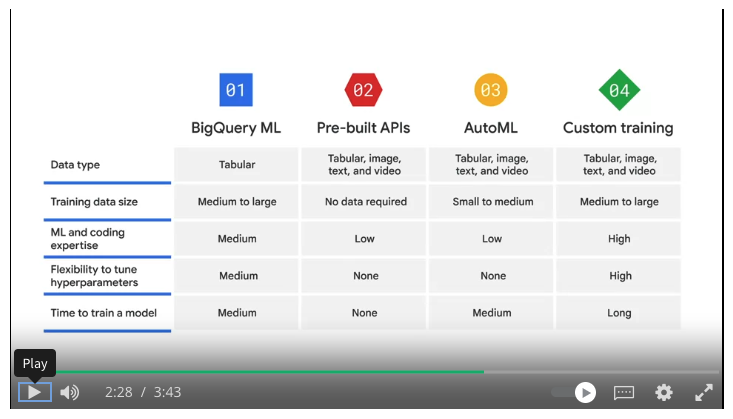 01
02
03
04
BigQuery ML
Pre-built APIs
AutoML
Custom training
Data type
Tabular
Tabular, image,
text, and video
Tabular, image,
text, and video
Tabular, image,
text, and video
Training data size
Medium to large
No data required
Small to medium
Medium to large
ML and coding
expertise
Medium
Low
Low
High
Flexibility to tune
hyperparameters
Medium
None
None
High
Time to train a model
Medium
None
Medium
Long
Play
2:28 / 3:43